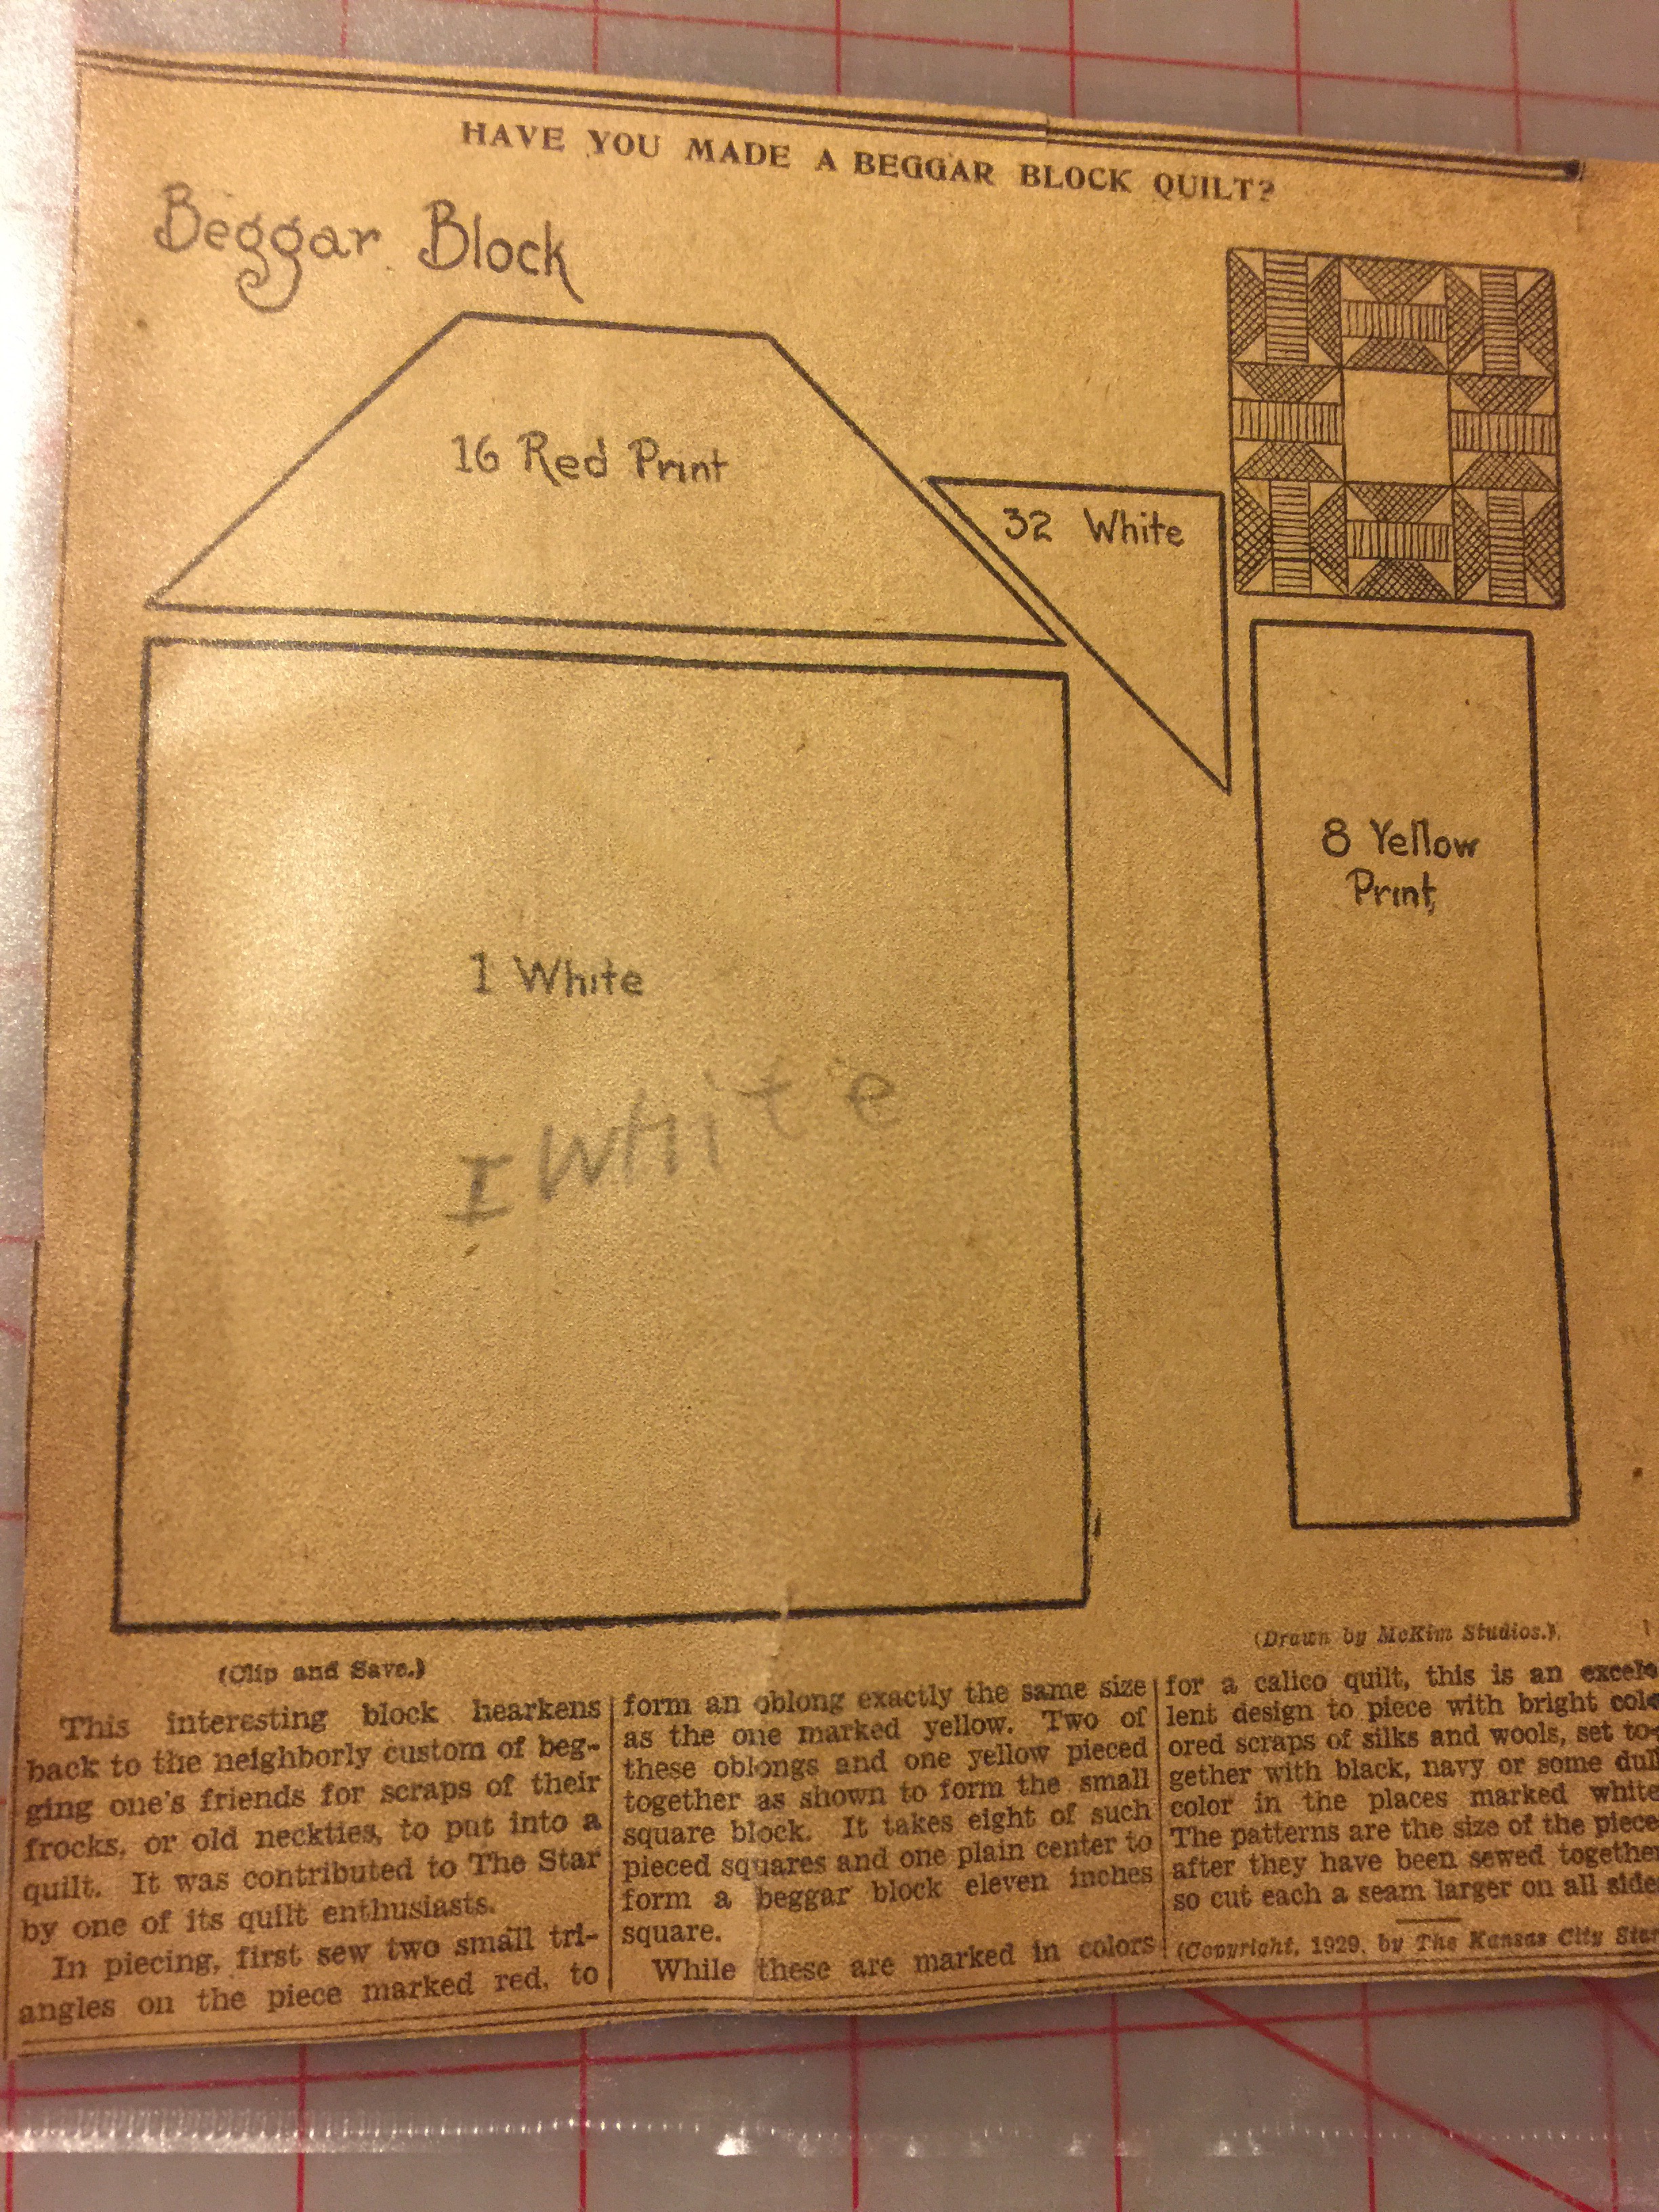 HAVE YOU MADE A BEGGAR BLOCK QUILT?
Beggar Block
16 Red Print
32 White
8 Yellow
Print,
1 White
I WHite
(Drawn by McKim Studios.)
(Clip and Save.)
This interesting block hearkens
back to the neighborly custom of beg-
ging one's friends for scraps of their
frocks, or old neckties, to put into a
quilt. It was contributed to The Star
by one of its quilt enthusiasts.
In piecing, first sew two small tri-
angles on the piece marked red, to
form an oblong exactly the same size
as the one marked yellow. Two of
these oblongs and one yellow pieced
together as shown to form the small
square block. It takes eight of such
pieced squares and one plain center to
form a beggar block eleven inches
square.
While these are marked in colors
for a calico quilt, this is an excel-
lent design to piece with bright col-
ored scraps of silks and wools, set to-
gether with black, navy or some dull
color in the places marked white
The patterns are the size of the piece
after they have been sewed together
so cut each a seam larger on all side
(Copyright, 1929, by The Kansas City Star